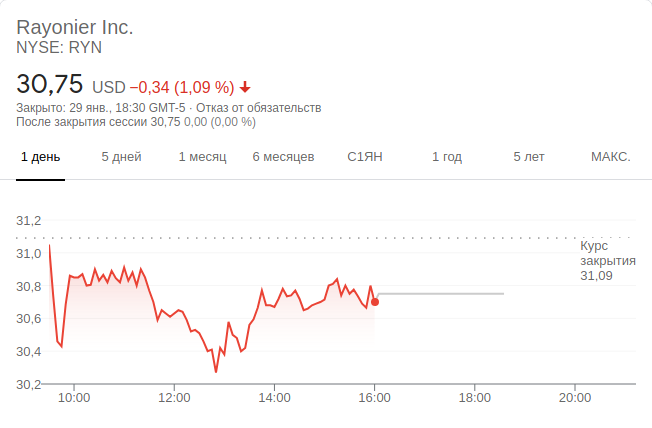 Rayonier Inc.
NYSE: RYN
30,75 USD −0,34 (1,09 %)
Закрыто: 29 янв., 18:30 GMT-5 · Отказ от обязательств
После закрытия сессии 30,75 0,00 (0,00 %)
1 день 5 дней 1 месяц 6 месяцев С1ЯН 1 год 5 лет МАКС.
31,2
Курс
закрытия
31,09
31,0
30,8
30,6
30,4
30,2
10:00 12:00 14:00 16:00 18:00 20:00